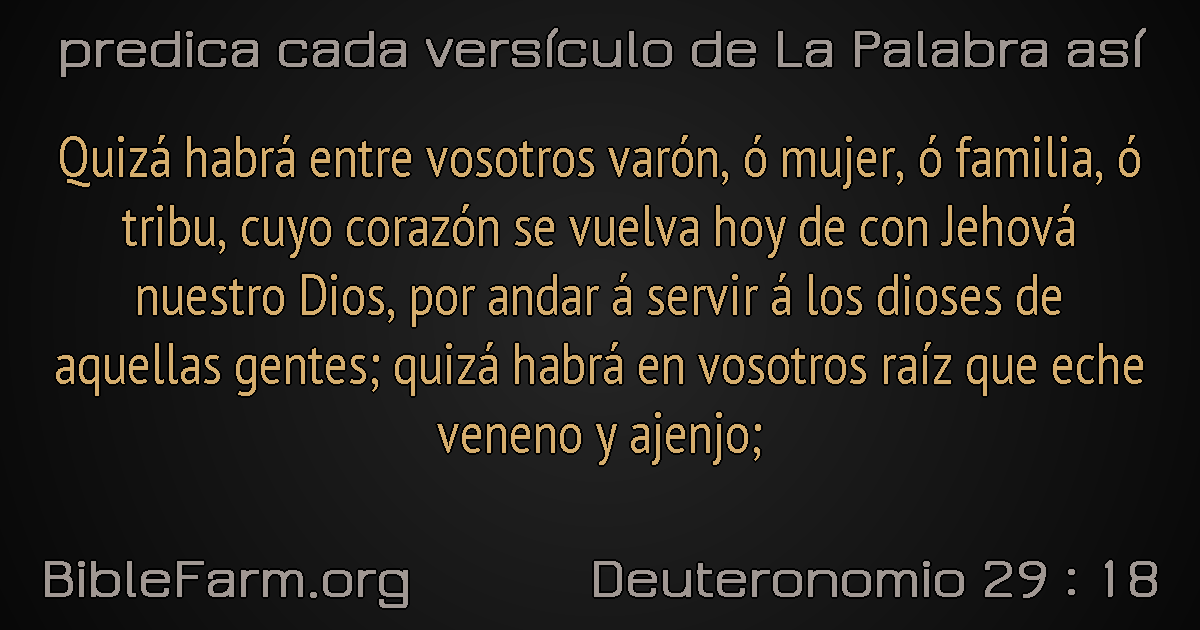 predica cada versículo de La Palabra así
Quizá habrá entre vosotros varón, ó mujer, ó familia, ó
tribu, cuyo corazón se vuelva hoy de con Jehová
nuestro Dios, por andar á servir á los dioses de
aquellas gentes; quizá habrá en vosotros raíz que eche
veneno y ajenjo;
BibleFarm.org
Deuteronomio 29 : 18